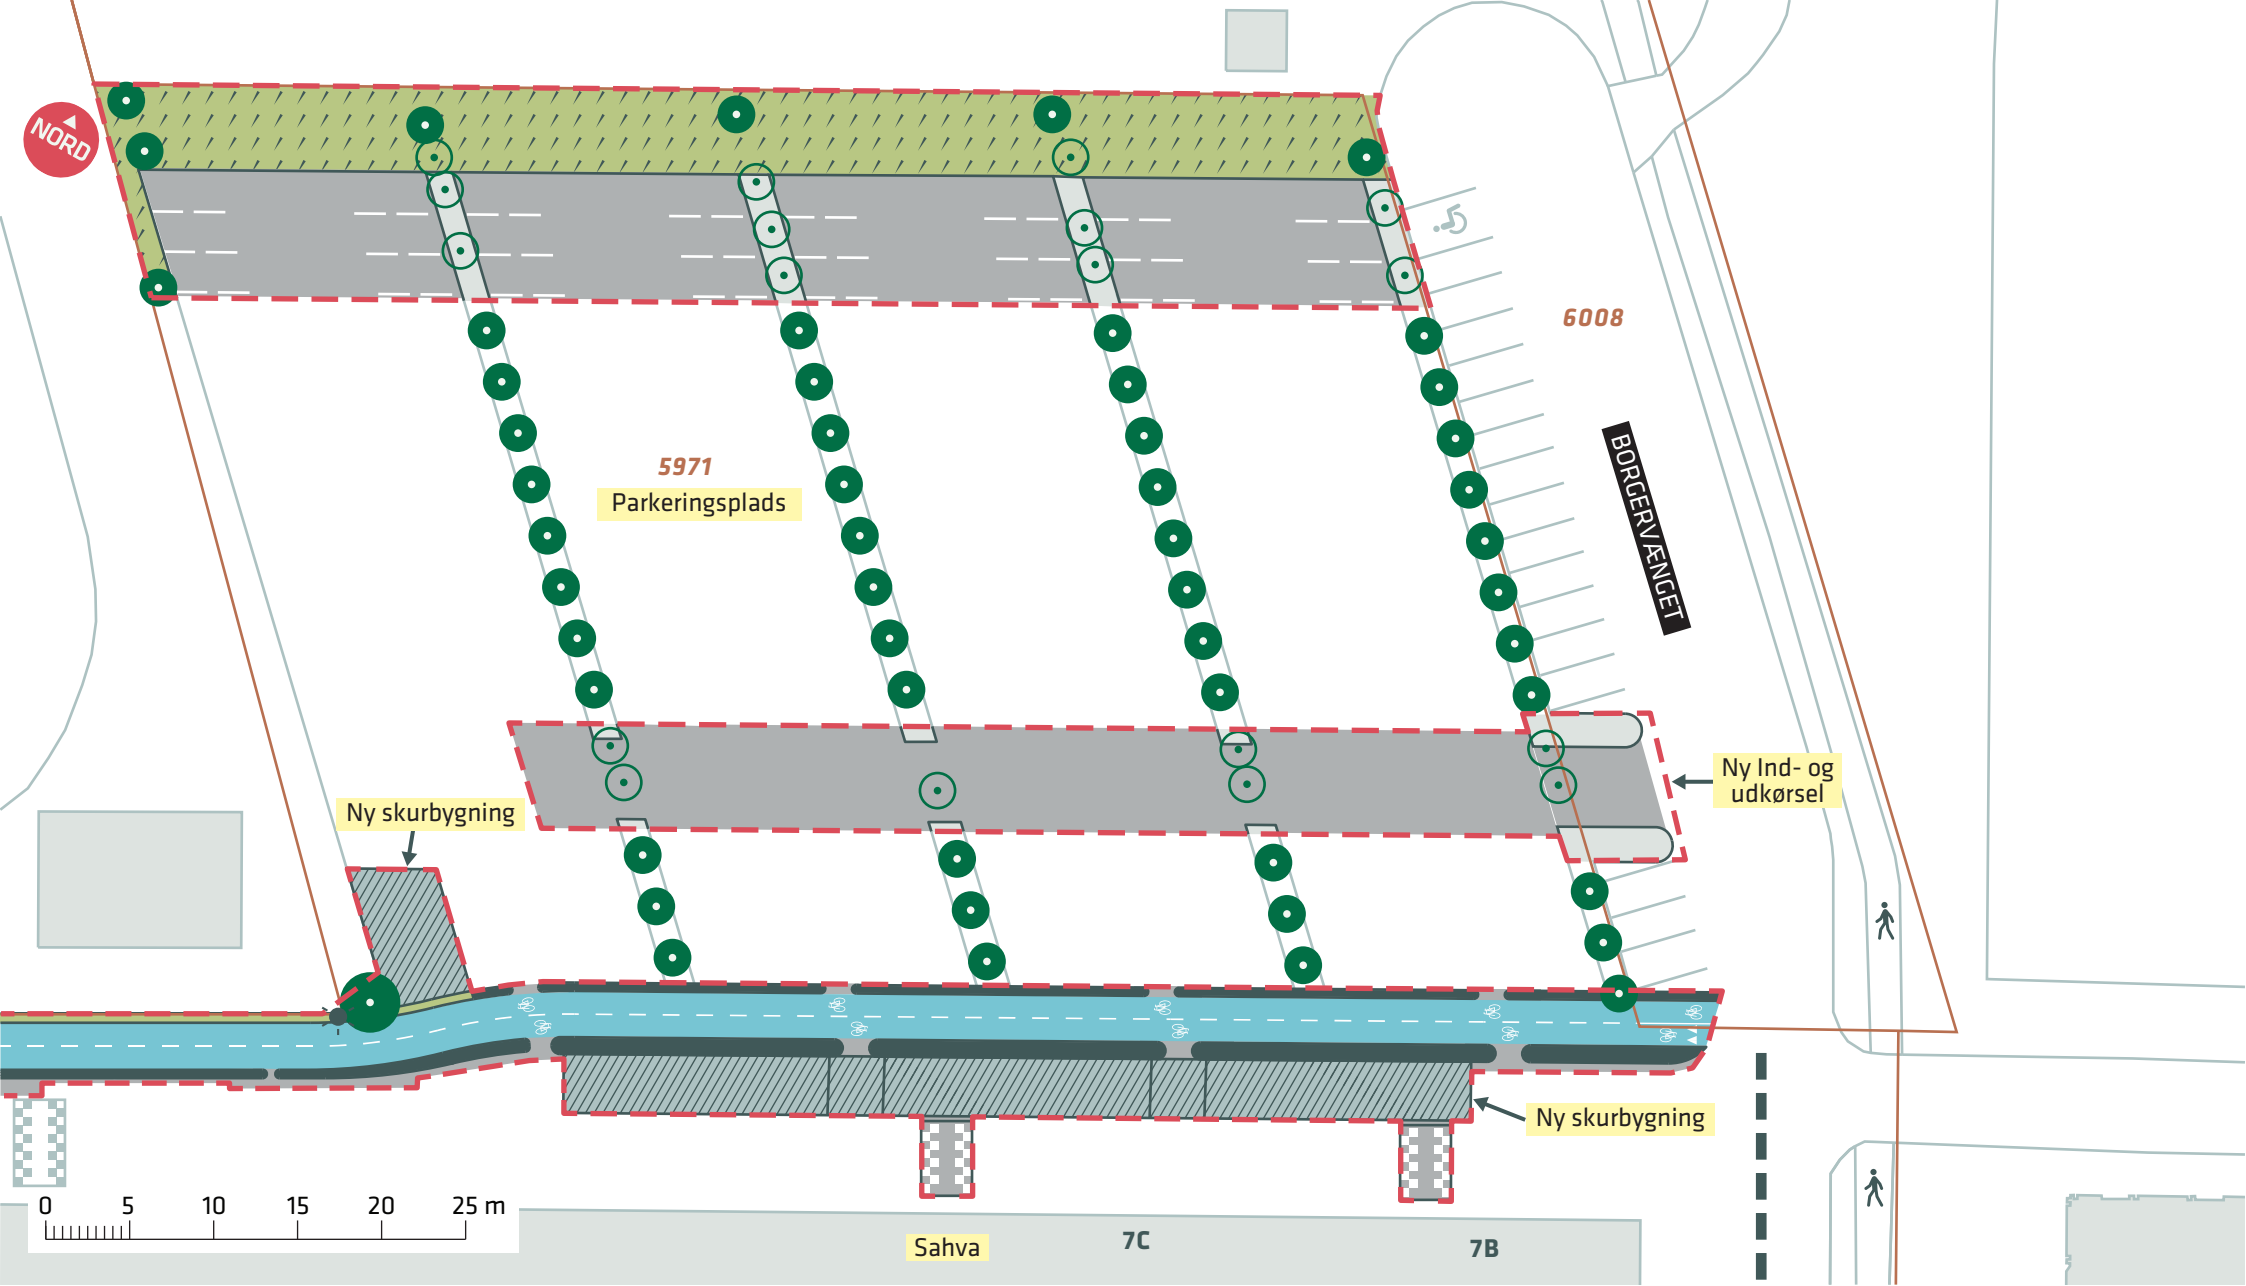 NORD
6008
5971
Parkeringsplads
BORGERVÆNGET
Ny Ind- og
udkørsel
Ny skurbygning
Ny skurbygning
0 5 10 15 20 25 m
Sahva
7C
7B